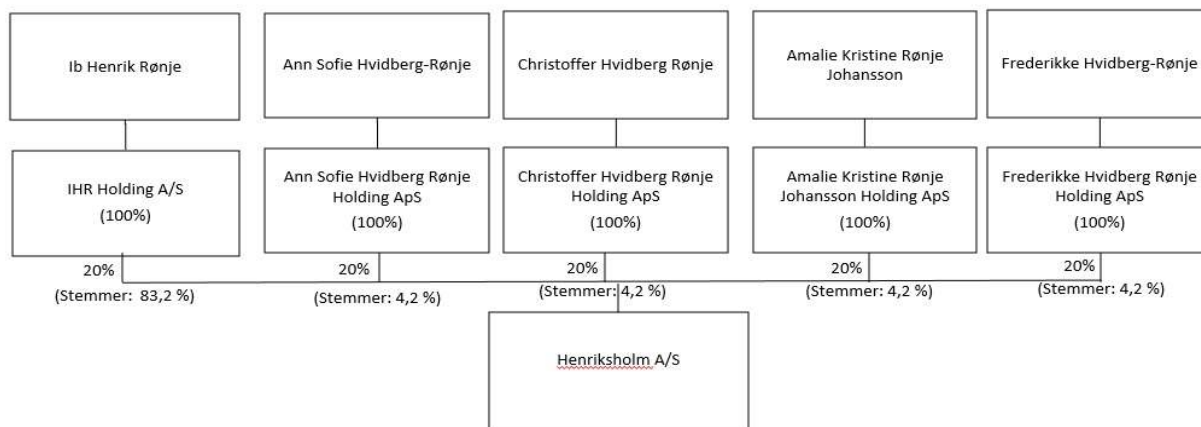 Ib Henrik Rønje
Ann Sofie Hvidberg-Rønje
Christoffer Hvidberg Rønje
Amalie Kristine Rønje
Johansson
Frederikke Hvidberg-Rønje
IHR Holding A/S
(100%)
Ann Sofie Hvidberg Rønje
Holding ApS
(100%)
Christoffer Hvidberg Rønje
Holding ApS
(100%)
Amalie Kristine Rønje
Johansson Holding ApS
(100%)
Frederikke Hvidberg Rønje
Holding ApS
(100%)
20%
(Stemmer: 83,2 %)
20%
(Stemmer: 4,2 %)
20%
(Stemmer: 4,2 %)
20%
(Stemmer: 4,2 %)
20%
(Stemmer: 4,2 %)
Henriksholm A/S